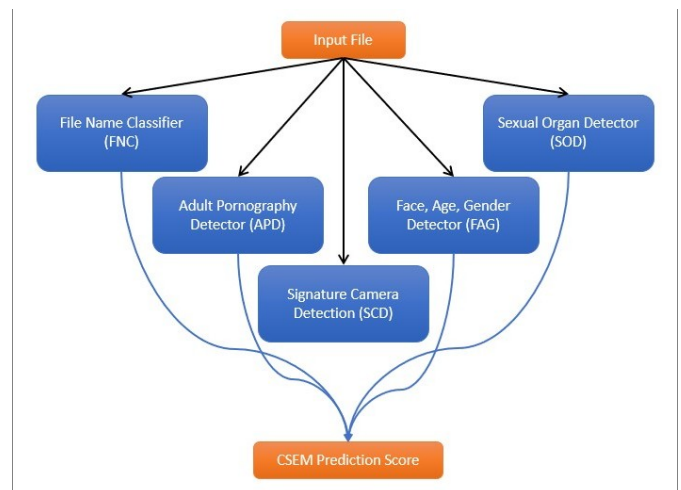 Input File
File Name Classifier
(FNC)
Sexual Organ Detector
(SOD)
Adult Pornography
Detector (APD)
Face, Age, Gender
Detector (FAG)
Signature Camera
Detection (SCD)
CSEM Prediction Score